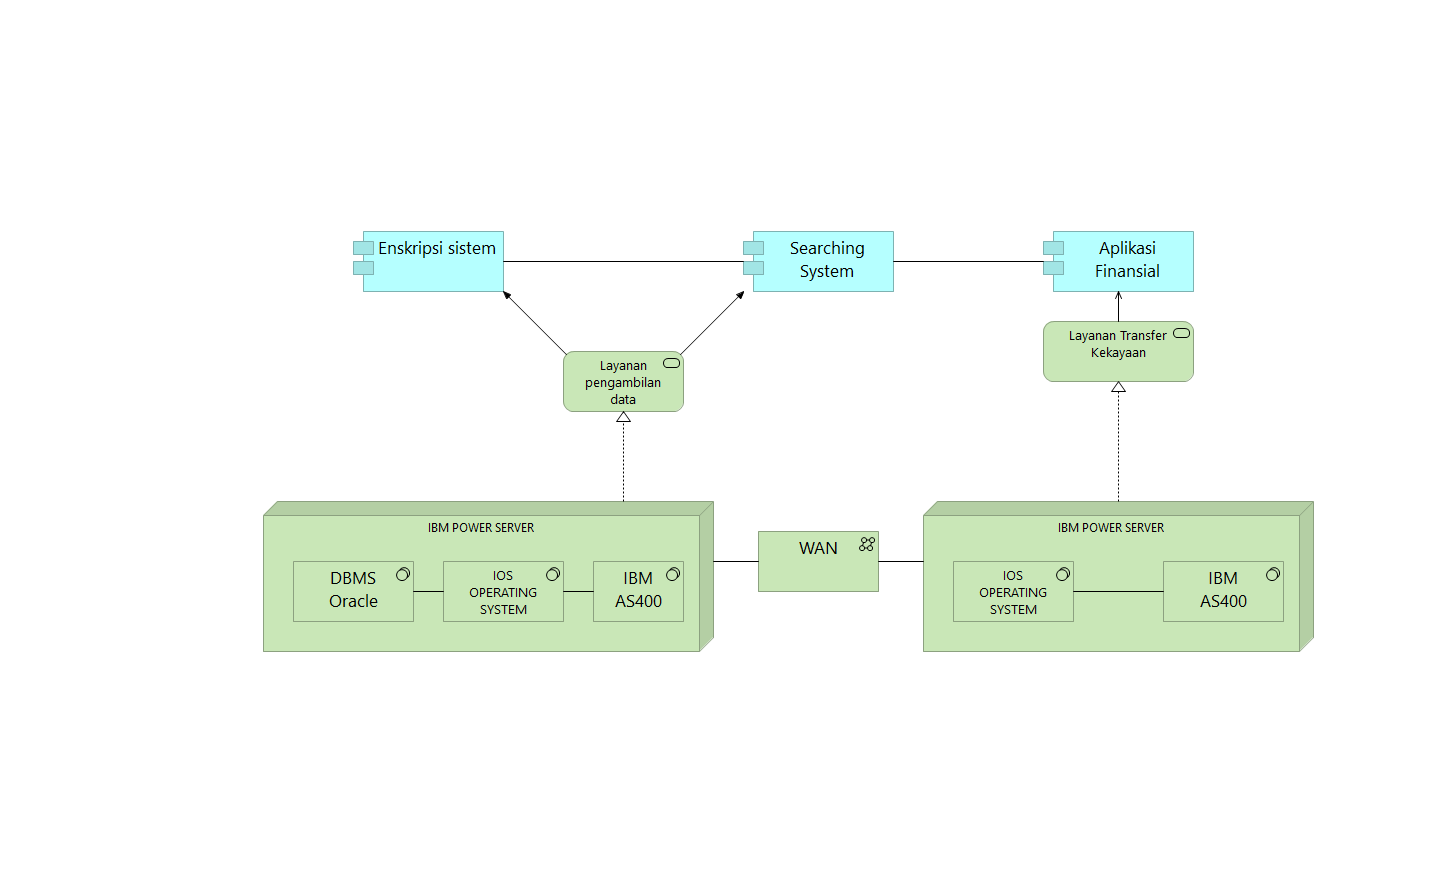 Enskripsi sistem
Searching
System
Aplikasi
Finansial
Layanan
pengambilan
data
Layanan Transfer
Kekayaan
IBM POWER SERVER
DBMS
Oracle
IOS
OPERATING
SYSTEM
IBM
AS400
WAN
IBM POWER SERVER
IOS
OPERATING
SYSTEM
IBM
AS400